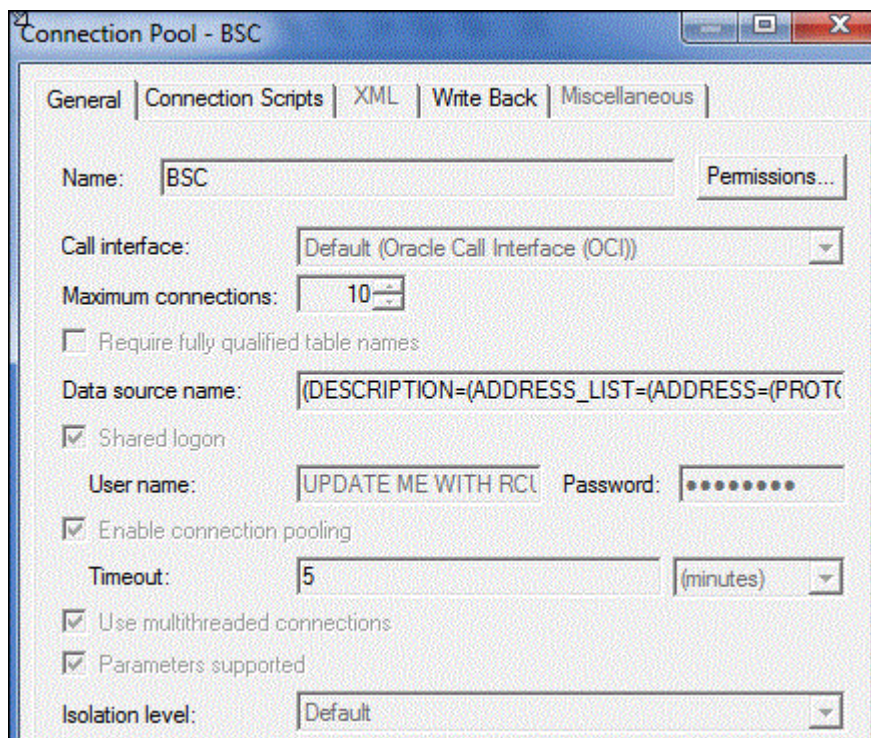 Connection Pool - BSC
General Connection Scripts XML Write Back Miscellaneous
Name: BSC Permissions...
Call interface: Default (Oracle Call Interface (OCI))
Maximum connections: 10
Require fully qualified table names
Data source name: (DESCRIPTION=(ADDRESS_LIST=(ADDRESS=(PROTO
Shared logon
User name: UPDATE ME WITH RCU Password: ••••••••
Enable connection pooling
Timeout: 5 (minutes)
Use multithreaded connections
Parameters supported
Isolation level: Default